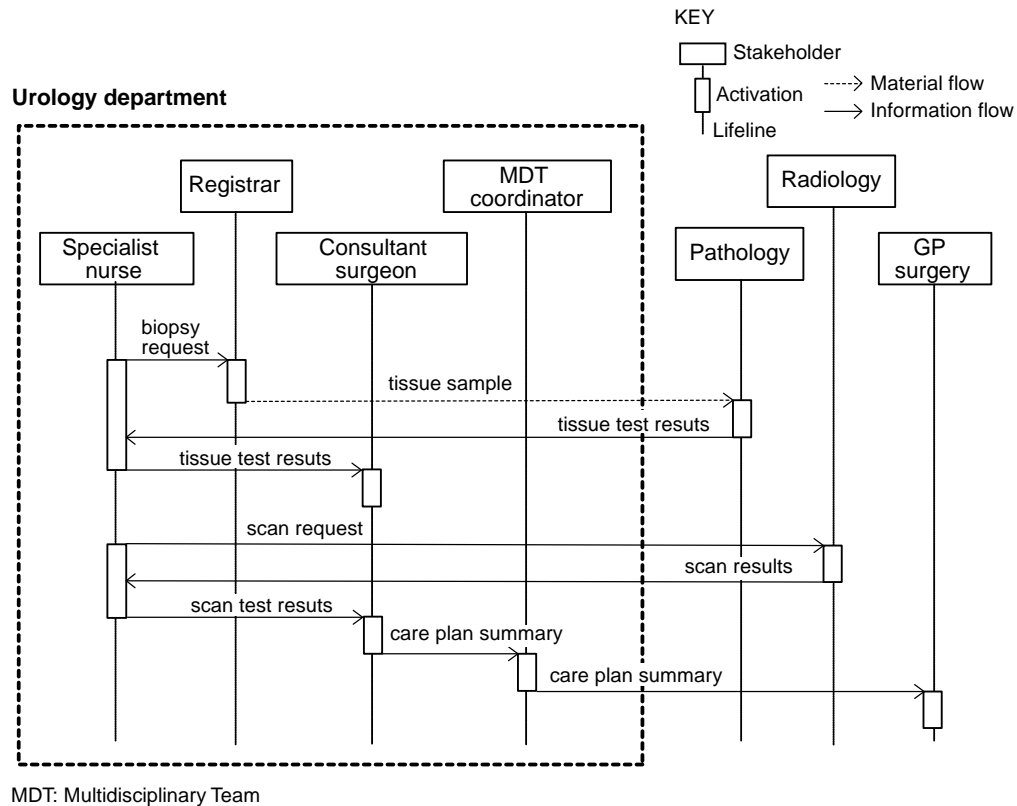 KEY
Stakeholder
Activation
Lifeline
Material flow
Information flow
Urology department
Registrar
MDT
coordinator
Radiology
Specialist
nurse
Consultant
surgeon
Pathology
GP
surgery
biopsy
request
tissue sample
tissue test resuts
tissue test resuts
scan request
scan results
scan test resuts
care plan summary
care plan summary
MDT: Multidisciplinary Team